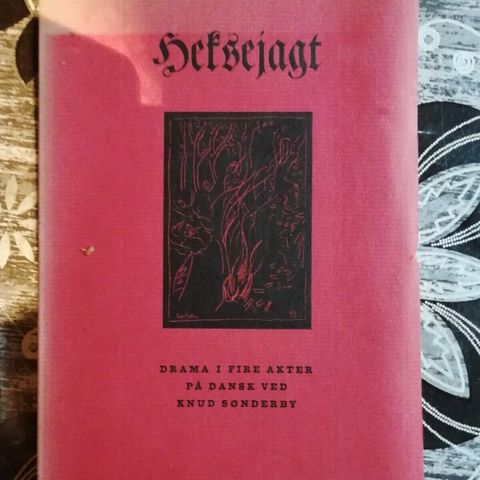 Heksejagt
DRAMA I FIRE AKTER
PÅ DANSK VED
KNUD SØNDERBY